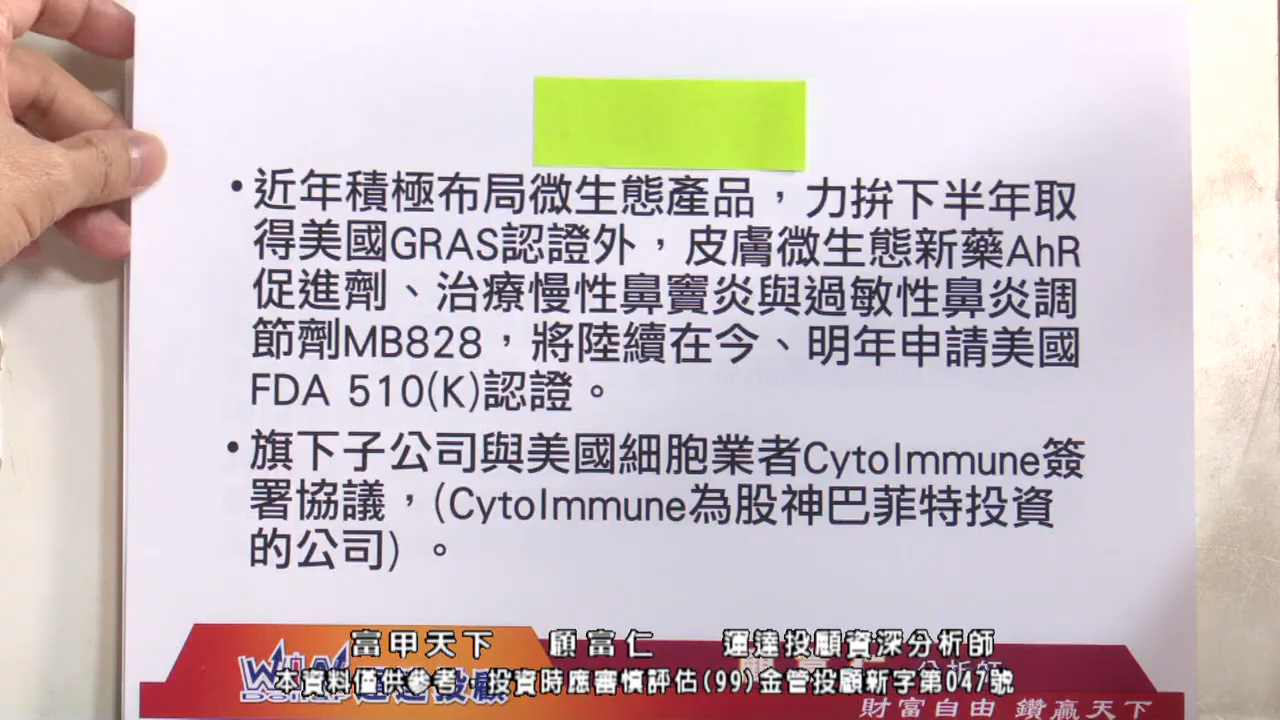 •近年積極布局微生態產品，力拚下半年取
得美國GRAS認證外，皮膚微生態新藥AhR
促進劑、治療慢性鼻竇炎與過敏性鼻炎調
節劑MB828，將陸續在今、明年申請美國
FDA 510(K)認證。
•旗下子公司與美國細胞業者CytoImmune簽
署協議，(CytoImmune為股神巴菲特投資
的公司) 。
富甲天下 顧富仁 運達投顧資深分析師
本資料僅供參考，投資時應審慎評估(99)金管投顧新字第047號
財富自由 鑽贏天下